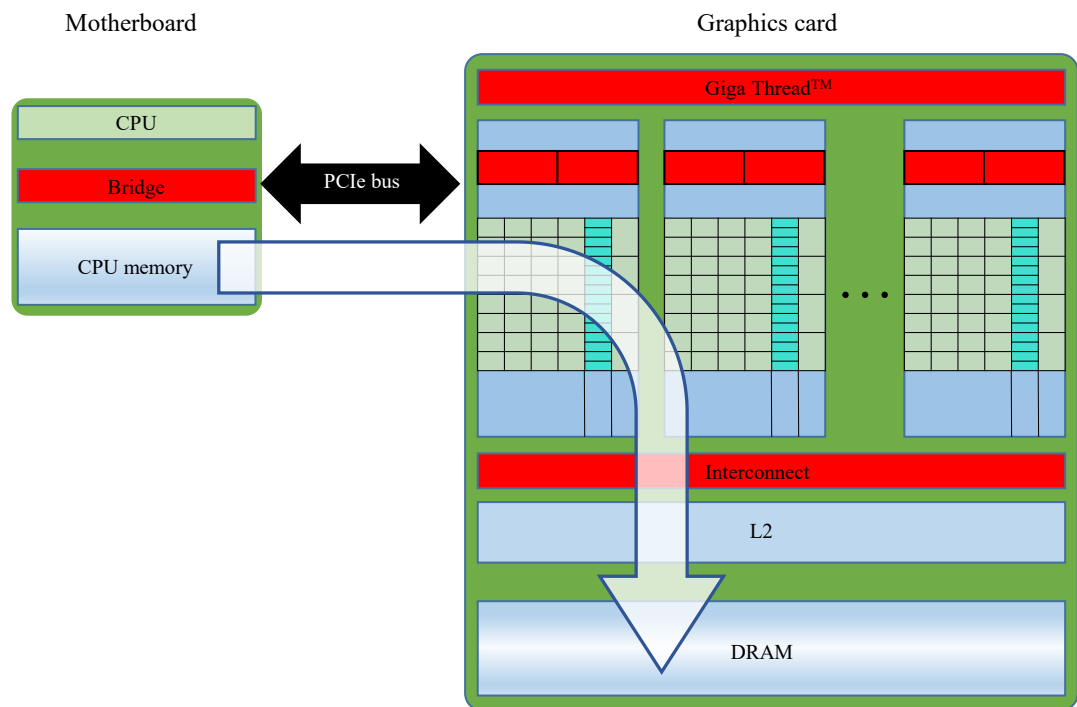 Motherboard
Graphics card
Giga Thread™
CPU
Bridge
PCIe bus
CPU memory
Interconnect
L2
DRAM